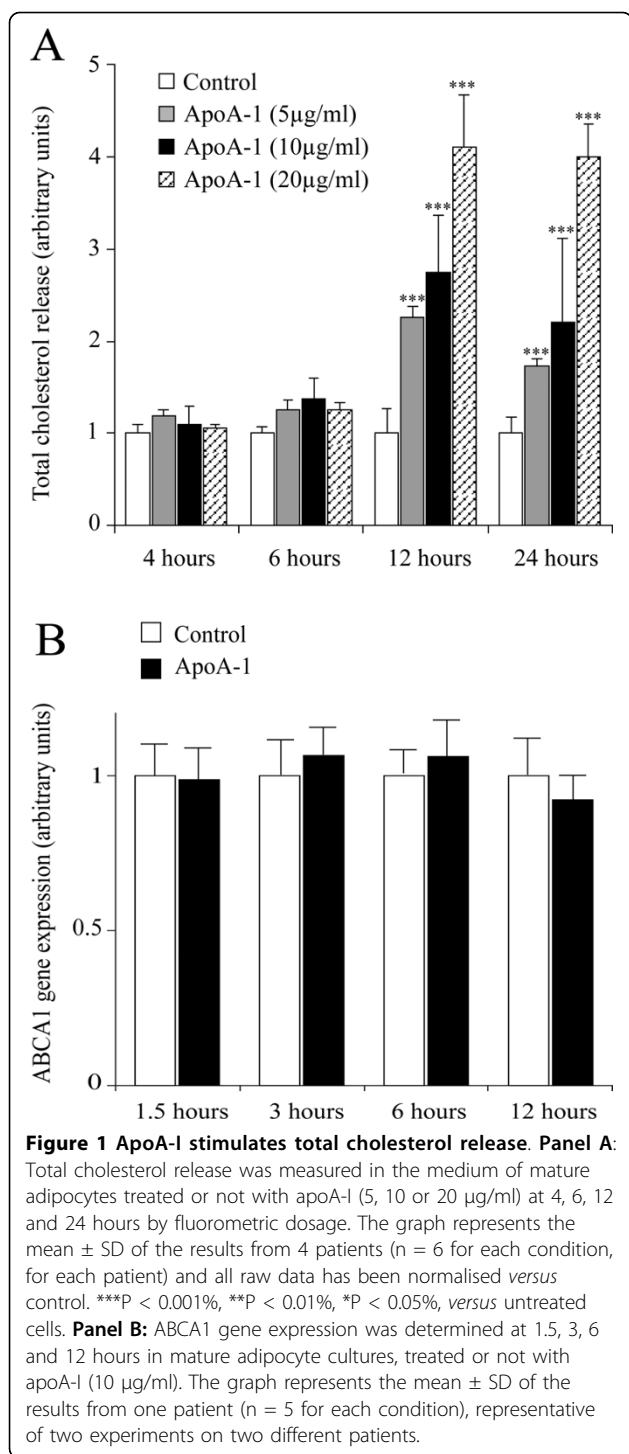 A
Control
ApoA-1 (5µg/ml)
ApoA-1 (10µg/ml)
ApoA-1 (20µg/ml)
Total cholesterol release (arbitrary units)
5
4
3
2
1
0
*** *** ***
*** *** ***
4 hours 6 hours 12 hours 24 hours
B
Control
ApoA-1
ABCA1 gene expression (arbitrary units)
1
0.5
0
1.5 hours 3 hours 6 hours 12 hours
Figure 1 ApoA-I stimulates total cholesterol release. Panel A:
Total cholesterol release was measured in the medium of mature
adipocytes treated or not with apoA-I (5, 10 or 20 µg/ml) at 4, 6, 12
and 24 hours by fluorometric dosage. The graph represents the
mean ± SD of the results from 4 patients (n = 6 for each condition,
for each patient) and all raw data has been normalised versus
control. ***P < 0.001%, **P < 0.01%, *P < 0.05%, versus untreated
cells. Panel B: ABCA1 gene expression was determined at 1.5, 3, 6
and 12 hours in mature adipocyte cultures, treated or not with
apoA-I (10 µg/ml). The graph represents the mean ± SD of the
results from one patient (n = 5 for each condition), representative
of two experiments on two different patients.